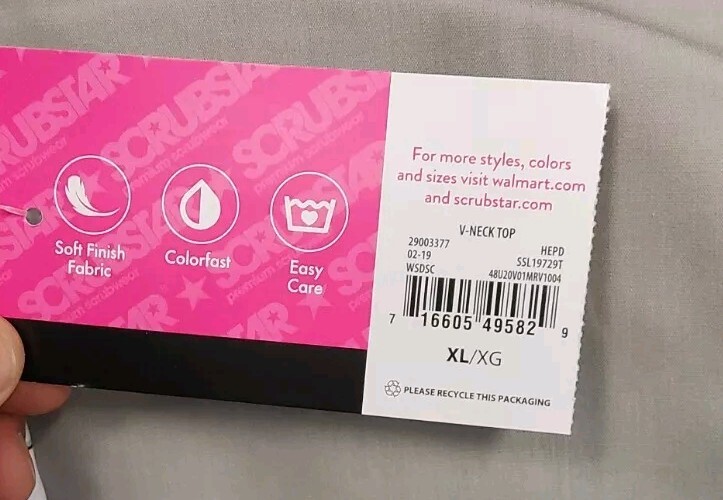 SCRUBSTAR
premium scrubwear
Soft Finish
Fabric
Colorfast
Easy
Care
For more styles, colors
and sizes visit walmart.com
and scrubstar.com
V-NECK TOP
29003377 HEPD
02-19 SSL19729T
WSDSC 48U20V01MRV1004
7 16605 49582 9
XL/XG
PLEASE RECYCLE THIS PACKAGING